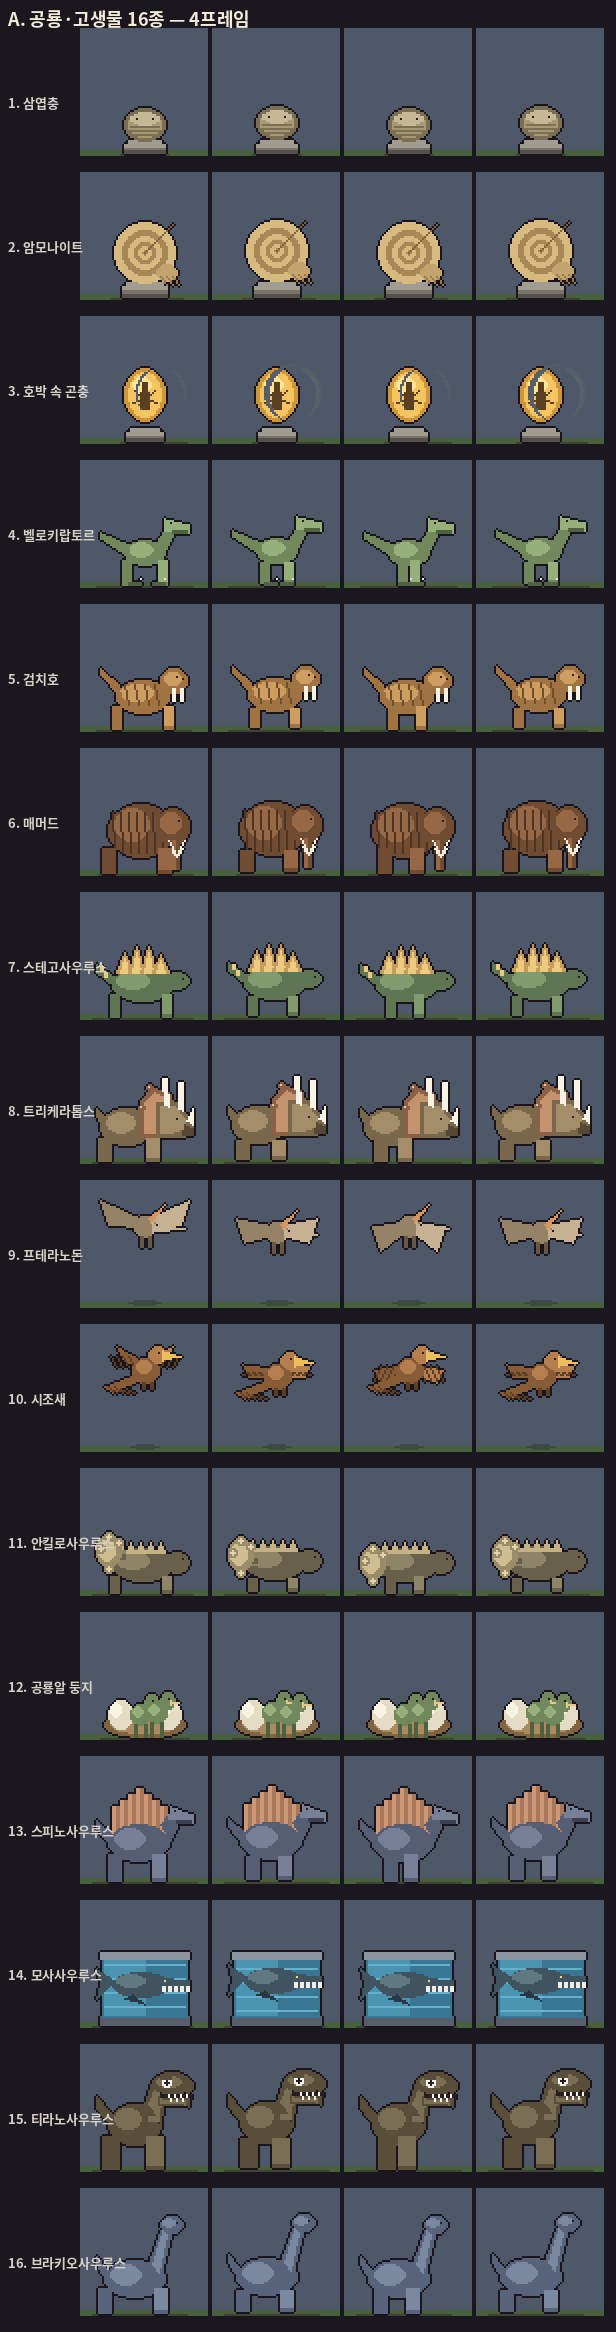 A. 공룡·고생물 16종 — 4프레임
1. 삼엽충
2. 암모나이트
3. 호박 속 곤충
4. 벨로키랍토르
5. 검치호
6. 매머드
7. 스테고사우루스
8. 트리케라톱스
9. 프테라노돈
10. 시조새
11. 안킬로사우루스
12. 공룡알 둥지
13. 스피노사우루스
14. 모사사우루스
15. 티라노사우루스
16. 브라키오사우루스